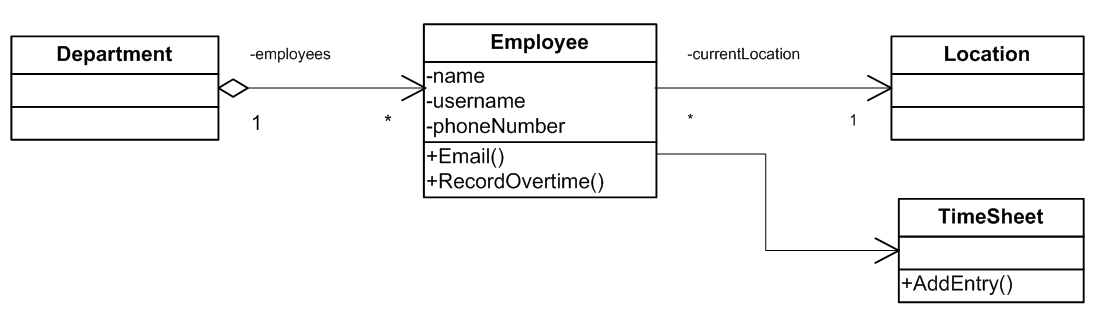 Department
-employees
1
*
Employee
-name
-username
-phoneNumber
+Email()
+RecordOvertime()
-currentLocation
*
1
Location
TimeSheet
+AddEntry()